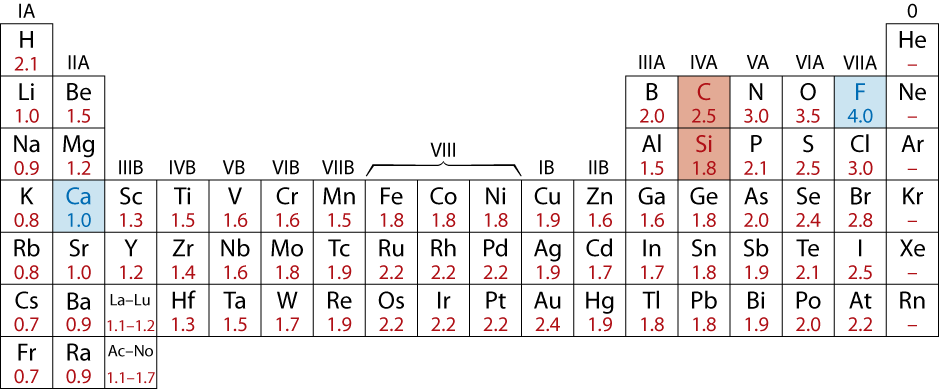 IA 0
H He
2.1 IIA IIIA IVA VA VIA VIIA –
Li Be B C N O F Ne
1.0 1.5 2.0 2.5 3.0 3.5 4.0 –
Na Mg Al Si P S Cl Ar
0.9 1.2 IIIB IVB VB VIB VIIB VIII IB IIB 1.5 1.8 2.1 2.5 3.0 –
K Ca Sc Ti V Cr Mn Fe Co Ni Cu Zn Ga Ge As Se Br Kr
0.8 1.0 1.3 1.5 1.6 1.6 1.5 1.8 1.8 1.8 1.9 1.6 1.6 1.8 2.0 2.4 2.8 –
Rb Sr Y Zr Nb Mo Tc Ru Rh Pd Ag Cd In Sn Sb Te I Xe
0.8 1.0 1.2 1.4 1.6 1.8 1.9 2.2 2.2 2.2 1.9 1.7 1.7 1.8 1.9 2.1 2.5 –
Cs Ba La–Lu Hf Ta W Re Os Ir Pt Au Hg Tl Pb Bi Po At Rn
0.7 0.9 1.1–1.2 1.3 1.5 1.7 1.9 2.2 2.2 2.2 2.4 1.9 1.8 1.8 1.9 2.0 2.2 –
Fr Ra Ac–No
0.7 0.9 1.1–1.7